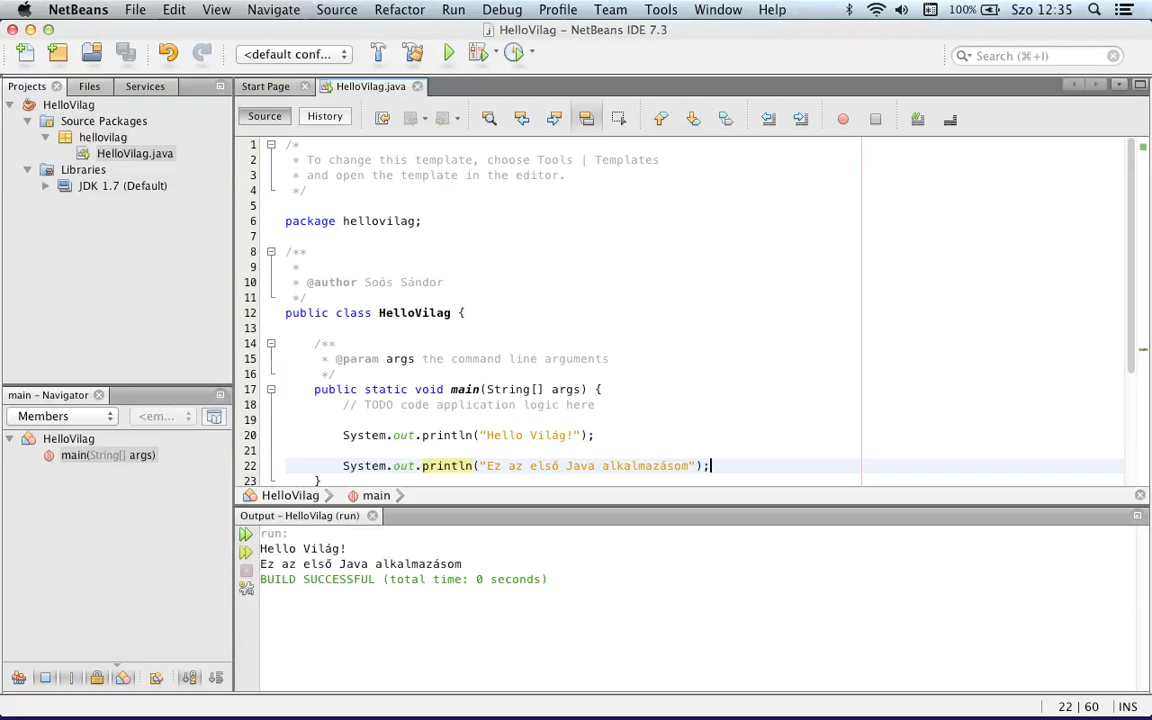 NetBeans File Edit View Navigate Source Refactor Run Debug Profile Team Tools Window Help 100% Szo 12:35
HelloVilag - NetBeans IDE 7.3
<default conf... Search (⌘+I)
Projects Files Services Start Page HelloVilag.java
HelloVilag
Source Packages
hellovilag
HelloVilag.java
Libraries
JDK 1.7 (Default)
main - Navigator
Members <em...
HelloVilag
main(String[] args)
Source History
1 /*
2 * To change this template, choose Tools | Templates
3 * and open the template in the editor.
4 */
5
6 package hellovilag;
7
8 /**
9 *
10 * @author Soós Sándor
11 */
12 public class HelloVilag {
13
14 /**
15 * @param args the command line arguments
16 */
17 public static void main(String[] args) {
18 // TODO code application logic here
19
20 System.out.println("Hello Világ!");
21
22 System.out.println("Ez az első Java alkalmazásom");
23 }
HelloVilag main
Output - HelloVilag (run)
run:
Hello Világ!
Ez az első Java alkalmazásom
BUILD SUCCESSFUL (total time: 0 seconds)
22 | 60 INS